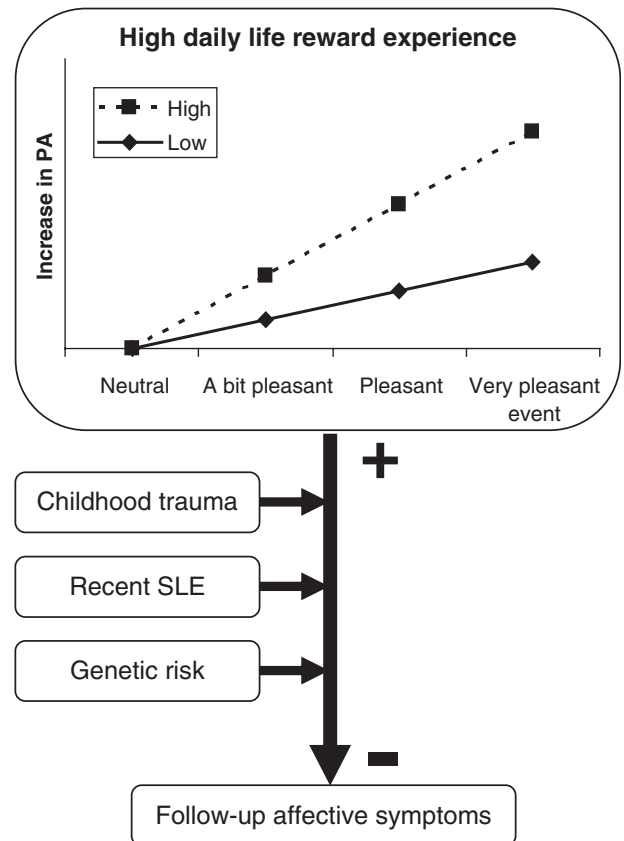 High daily life reward experience
High
Low
Increase in PA
Neutral
A bit pleasant
Pleasant
Very pleasant
event
+
Childhood trauma
Recent SLE
Genetic risk
−
Follow-up affective symptoms